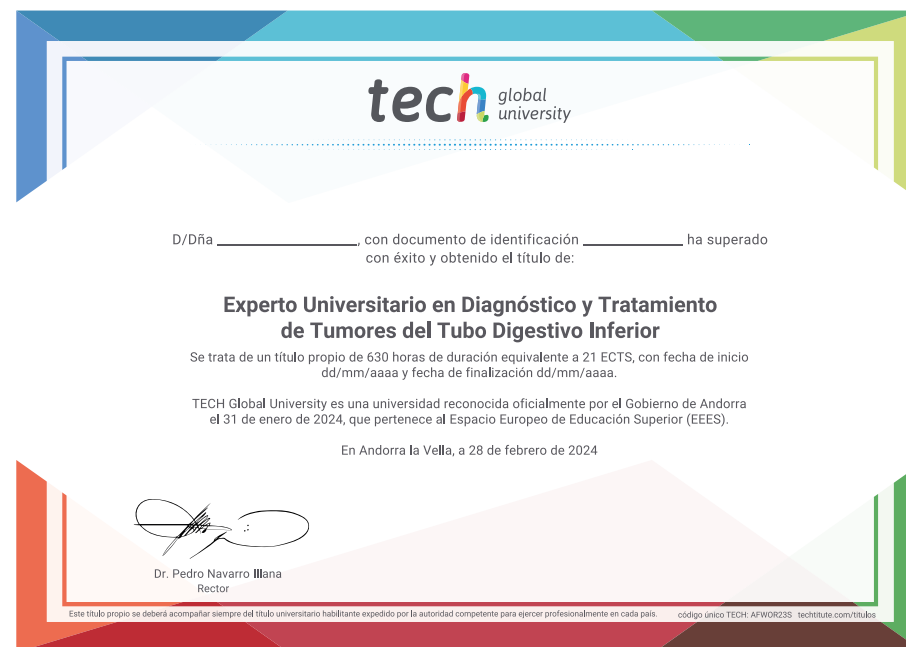 tech global university
D/Dña ____________, con documento de identificación ____________ ha superado
con éxito y obtenido el título de:
Experto Universitario en Diagnóstico y Tratamiento
de Tumores del Tubo Digestivo Inferior
Se trata de un título propio de 630 horas de duración equivalente a 21 ECTS, con fecha de inicio
dd/mm/aaaa y fecha de finalización dd/mm/aaaa.
TECH Global University es una universidad reconocida oficialmente por el Gobierno de Andorra
el 31 de enero de 2024, que pertenece al Espacio Europeo de Educación Superior (EEES).
En Andorra la Vella, a 28 de febrero de 2024
Dr. Pedro Navarro Illana
Rector
Este título propio se deberá acompañar siempre del título universitario habilitante expedido por la autoridad competente para ejercer profesionalmente en cada país. código único TECH: AFWOR23S techtitute.com/titulos